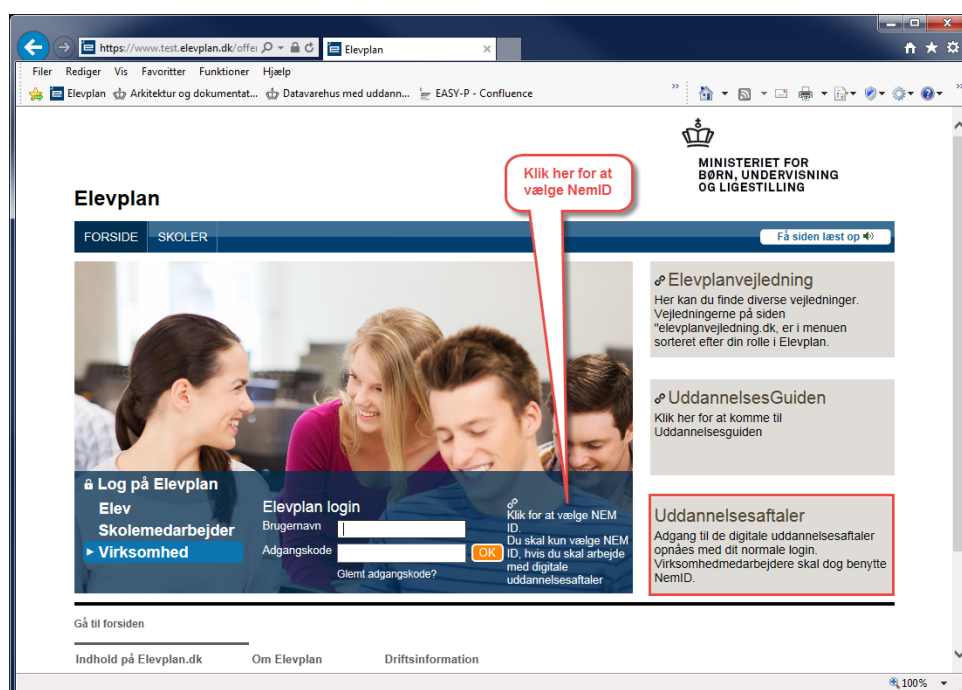 https://www.test.elevplan.dk/offe
Elevplan
Filer Rediger Vis Favoritter Funktioner Hjælp
Elevplan Arkitektur og dokumentat... Datavarehus med uddann... EASY-P - Confluence
MINISTERIET FOR
BØRN, UNDERVISNING
OG LIGESTILLING
Klik her for at
vælge NemID
Elevplan
FORSIDE SKOLER
Få siden læst op
Elevplanvejledning
Her kan du finde diverse vejledninger.
Vejledningerne på siden
"elevplanvejledning.dk, er i menuen
sorteret efter din rolle i Elevplan.
UddannelsesGuiden
Klik her for at komme til
Uddannelsesguiden
Log på Elevplan
Elev
Skolemedarbejder
Virksomhed
Elevplan login
Brugernavn
Adgangskode
OK
Glemt adgangskode?
Klik for at vælge NEM
ID.
Du skal kun vælge NEM
ID, hvis du skal arbejde
med digitale
uddannelsesaftaler
Uddannelsesaftaler
Adgang til de digitale uddannelsesaftaler
opnåes med dit normale login.
Virksomhedmedarbejdere skal dog benytte
NemID.
Gå til forsiden
Indhold på Elevplan.dk Om Elevplan Driftsinformation
100%